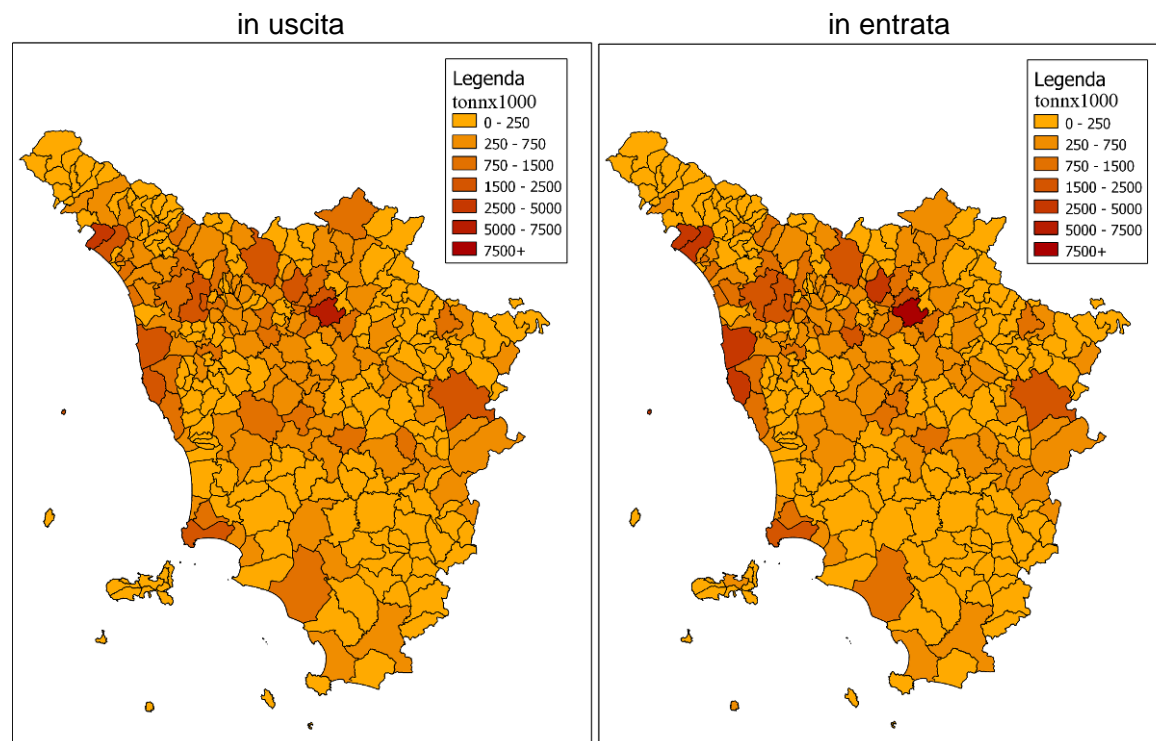 in uscita
in entrata
Legenda
tonnx1000
0 - 250
250 - 750
750 - 1500
1500 - 2500
2500 - 5000
5000 - 7500
7500+
Legenda
tonnx1000
0 - 250
250 - 750
750 - 1500
1500 - 2500
2500 - 5000
5000 - 7500
7500+